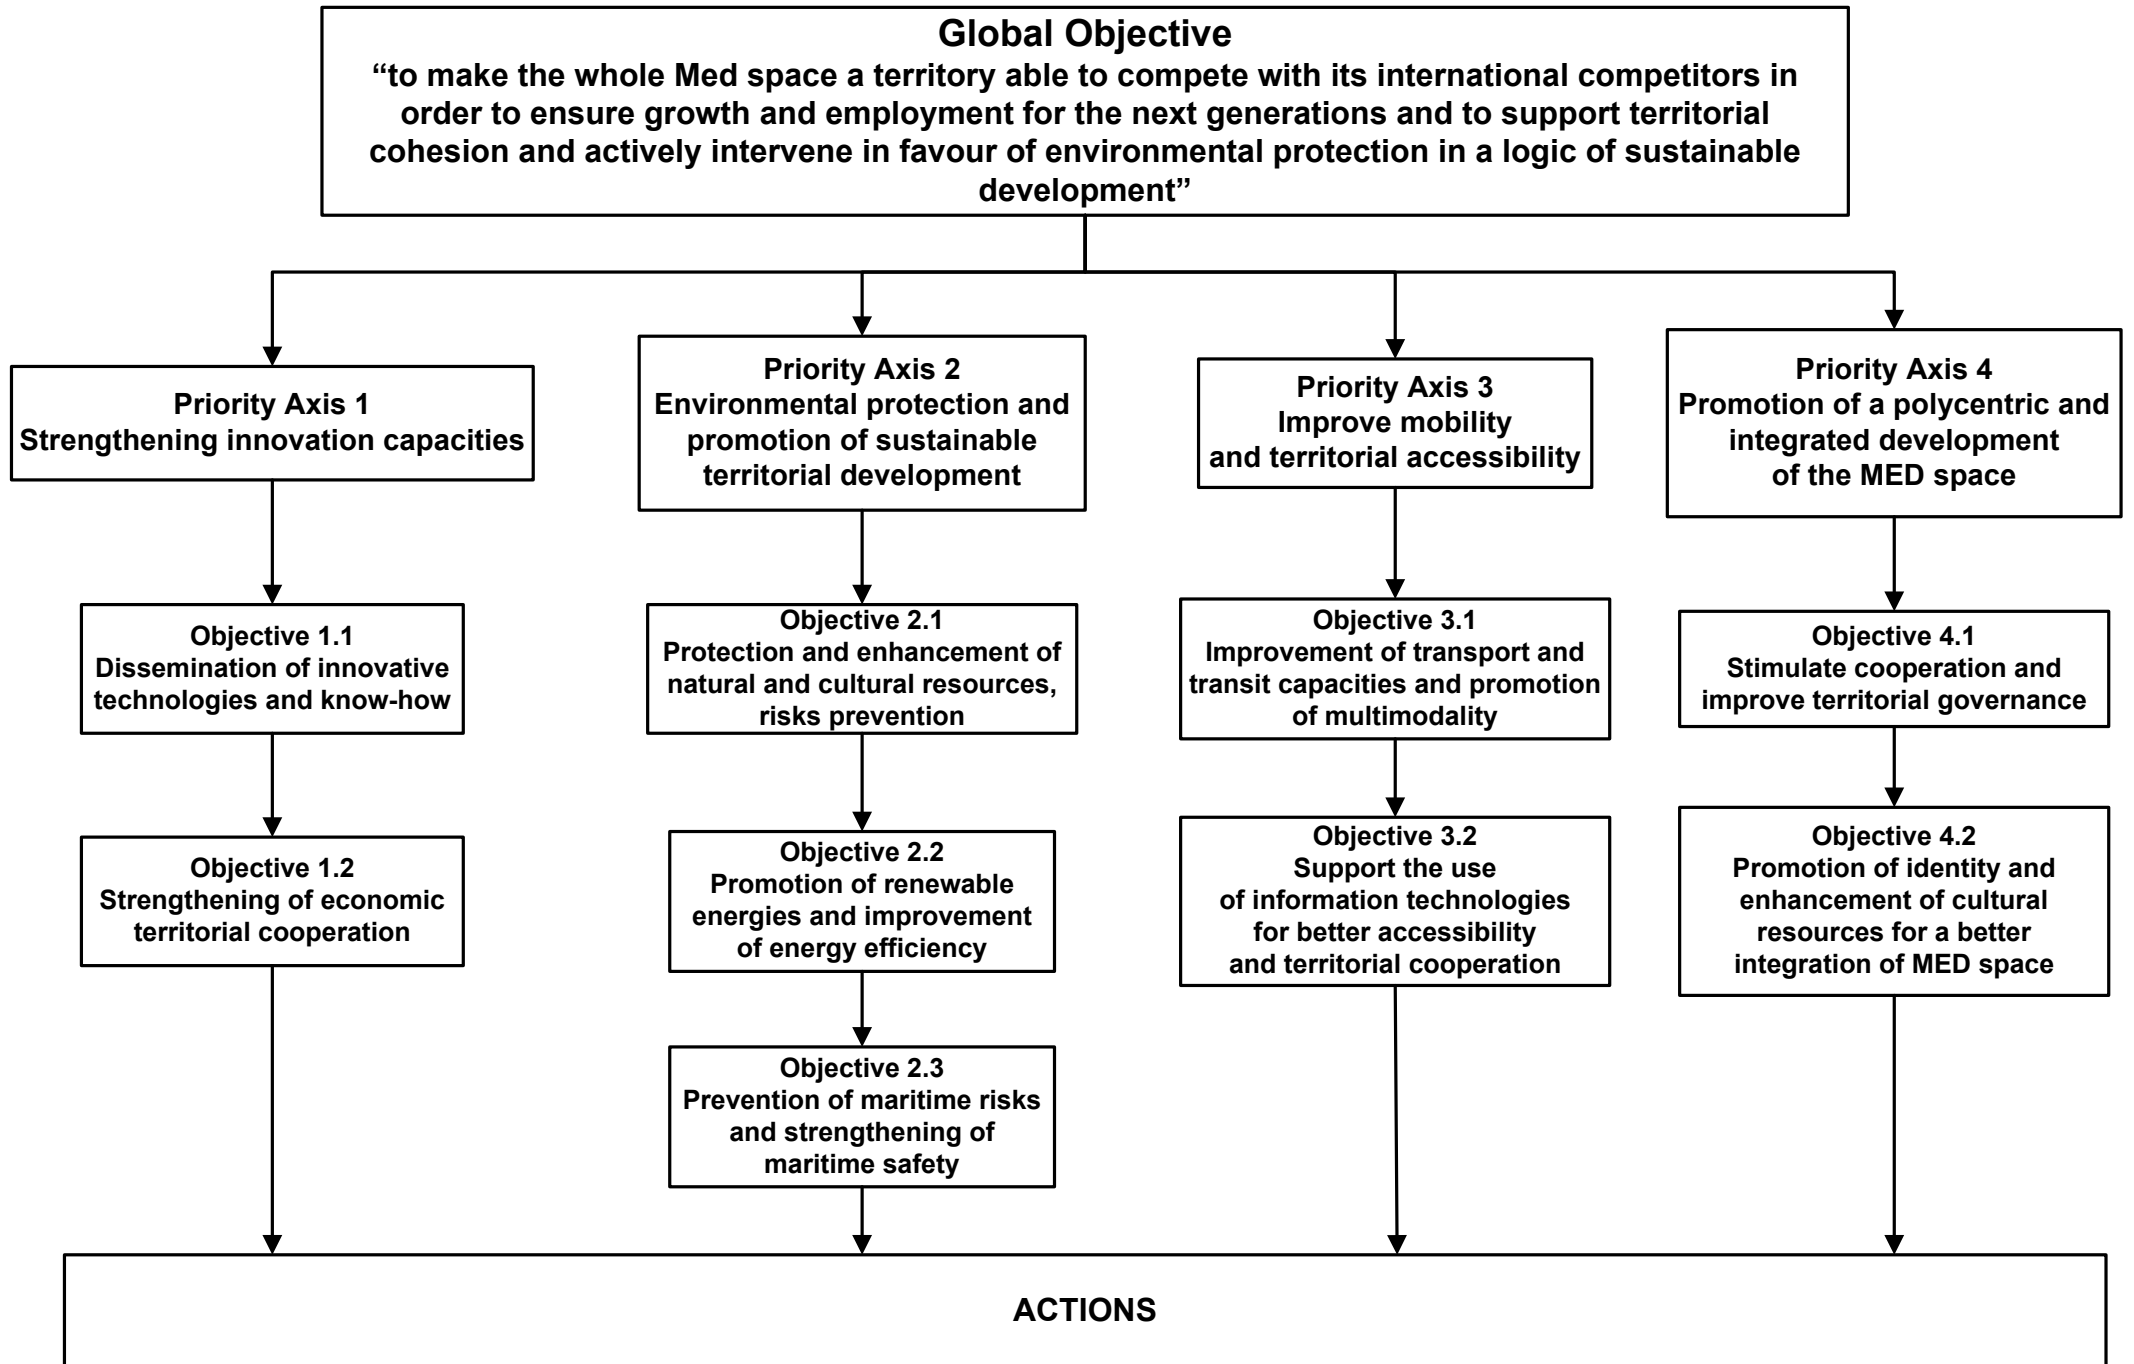 Global Objective
“to make the whole Med space a territory able to compete with its international competitors in
order to ensure growth and employment for the next generations and to support territorial
cohesion and actively intervene in favour of environmental protection in a logic of sustainable
development”
Priority Axis 1
Strengthening innovation capacities
Priority Axis 2
Environmental protection and
promotion of sustainable
territorial development
Priority Axis 3
Improve mobility
and territorial accessibility
Priority Axis 4
Promotion of a polycentric and
integrated development
of the MED space
Objective 1.1
Dissemination of innovative
technologies and know-how
Objective 2.1
Protection and enhancement of
natural and cultural resources,
risks prevention
Objective 3.1
Improvement of transport and
transit capacities and promotion
of multimodality
Objective 4.1
Stimulate cooperation and
improve territorial governance
Objective 1.2
Strengthening of economic
territorial cooperation
Objective 2.2
Promotion of renewable
energies and improvement
of energy efficiency
Objective 3.2
Support the use
of information technologies
for better accessibility
and territorial cooperation
Objective 4.2
Promotion of identity and
enhancement of cultural
resources for a better
integration of MED space
Objective 2.3
Prevention of maritime risks
and strengthening of
maritime safety
ACTIONS